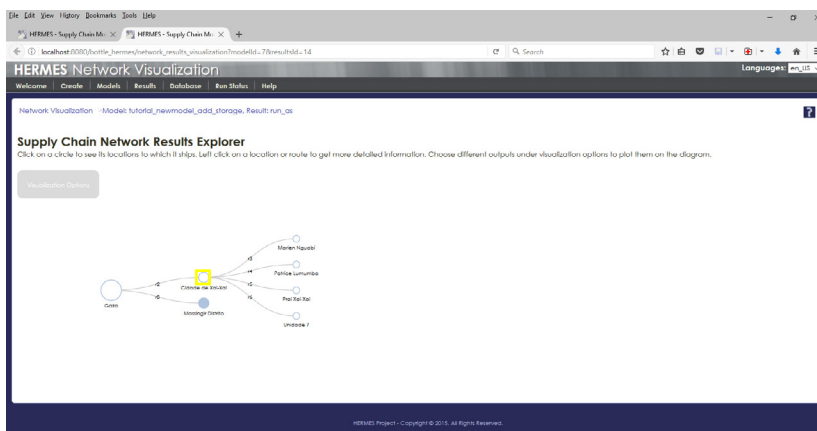 File Edit View History Bookmarks Tools Help
HERMES - Supply Chain Mo × HERMES - Supply Chain Mo × +
localhost:8080/bottle_hermes/network_results_visualization?modelId=7&resultsId=14 Search
HERMES Network Visualization Languages: en_US
Welcome Create Models Results Database Run Status Help
Network Visualization Model: tutorial_newmodel_add_storage, Result: run_as ?
Supply Chain Network Results Explorer
Click on a circle to see its locations to which it ships. Left click on a location or route to get more detailed information. Choose different outputs under visualization options to plot them on the diagram.
Visualization Options
Marien Nguabi
Patrice Lumumba
Cidade de Xai-Xai
Prai Xai Xai
Gaza
Massingir Distrito
Unidade 7
HERMES Project - Copyright © 2015. All Rights Reserved.